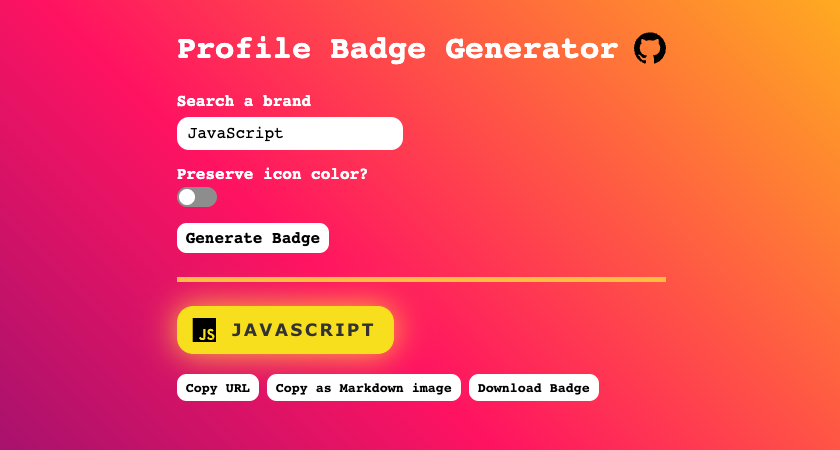 Profile Badge Generator
Search a brand
JavaScript
Preserve icon color?
Generate Badge
JS JAVASCRIPT
Copy URL Copy as Markdown image Download Badge